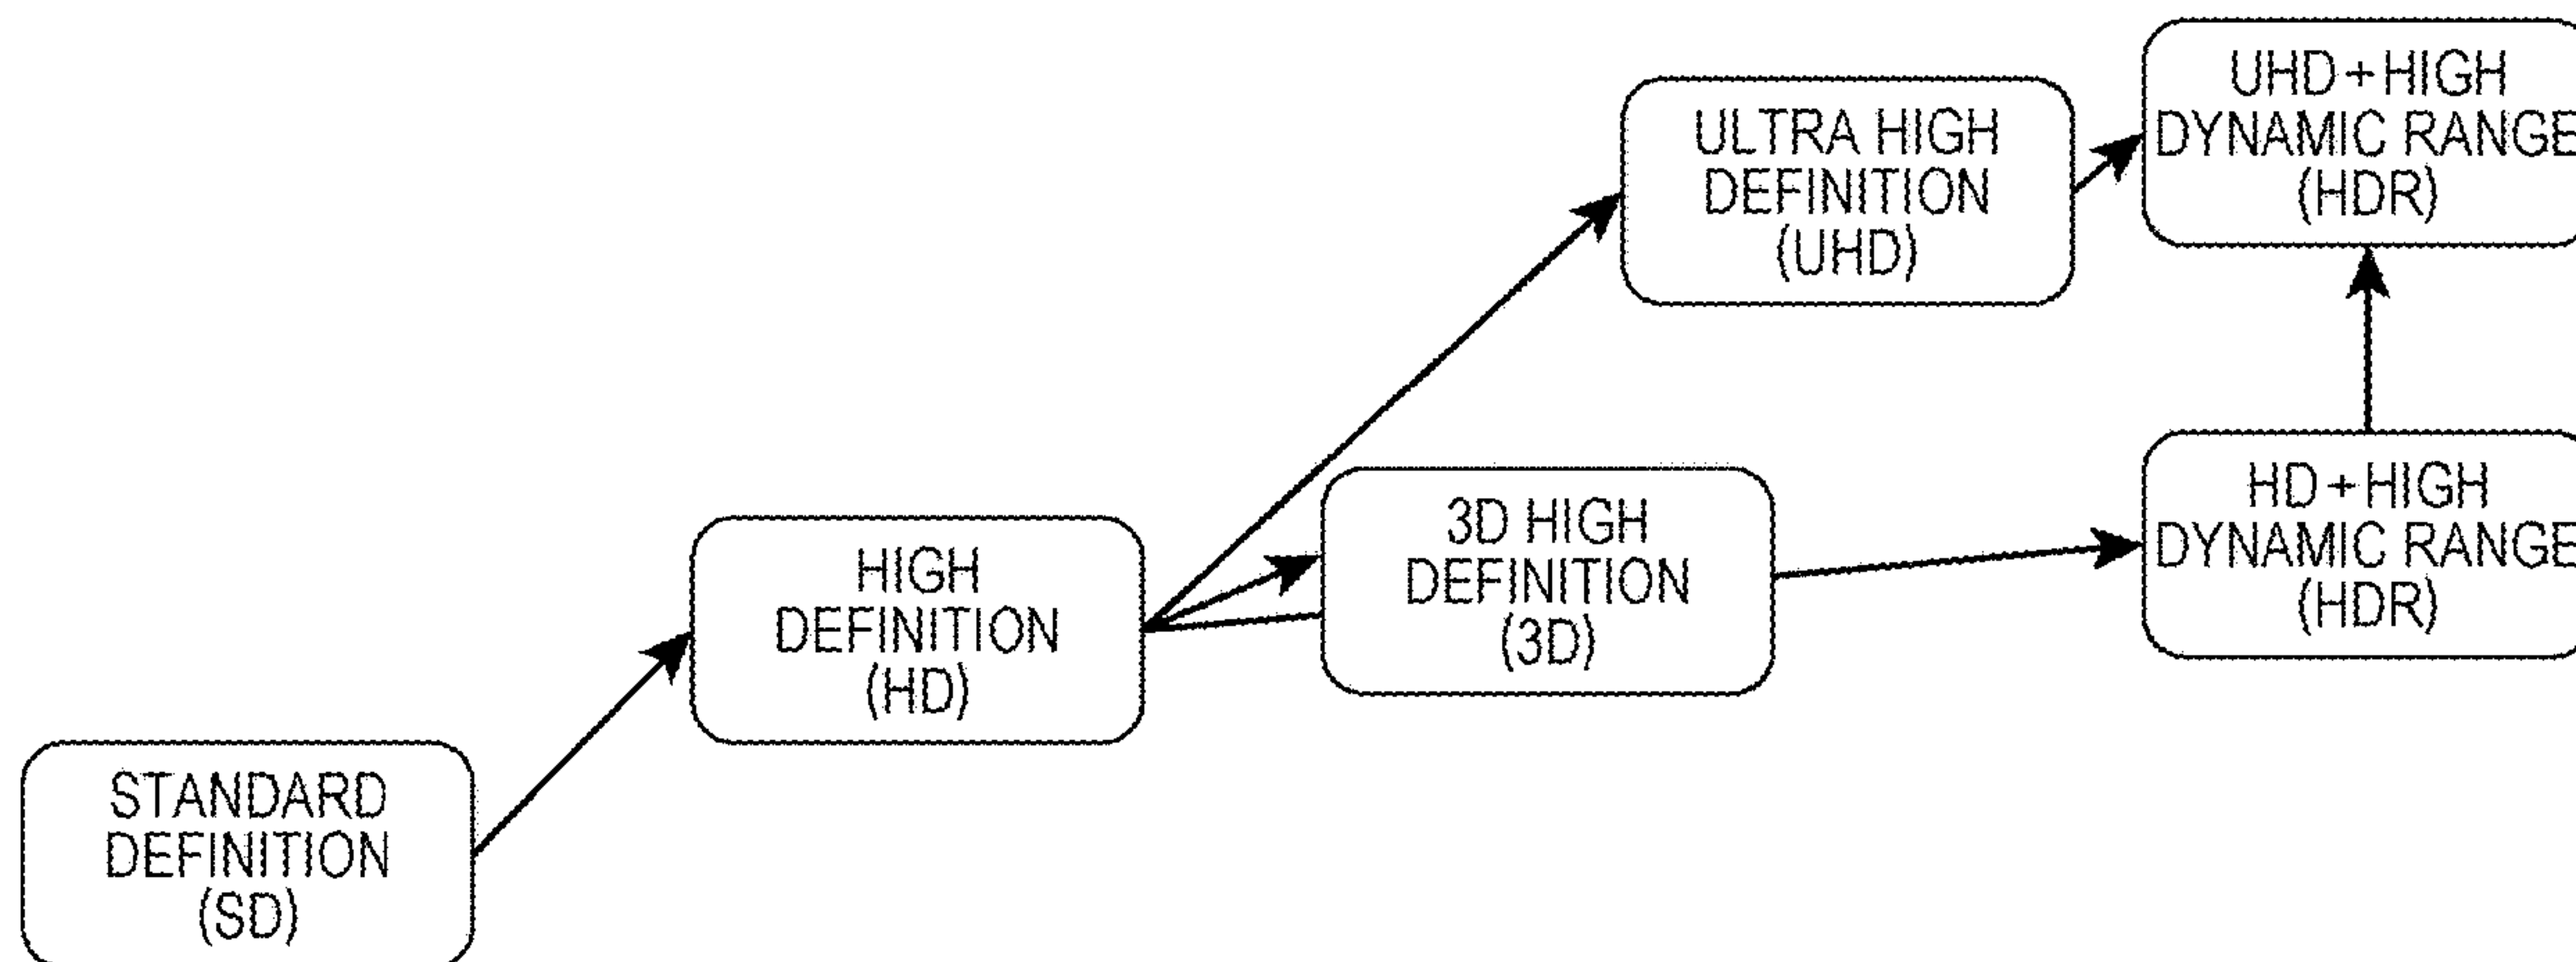 UHD+HIGH
DYNAMIC RANGE
(HDR)
ULTRA HIGH
DEFINITION
(UHD)
HD+HIGH
DYNAMIC RANGE
(HDR)
3D HIGH
DEFINITION
(3D)
HIGH
DEFINITION
(HD)
STANDARD
DEFINITION
(SD)